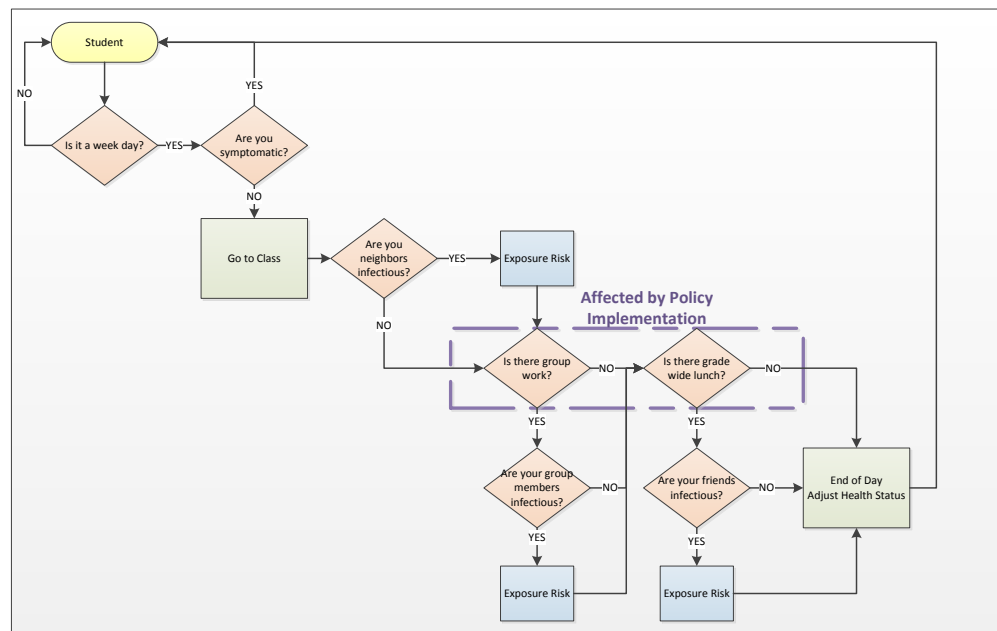 Student
NO
YES
Is it a week day?
YES
Are you
symptomatic?
NO
Go to Class
Are you
neighbors
infectious?
YES
Exposure Risk
Affected by Policy
Implementation
NO
Is there group
work?
NO
Is there grade
wide lunch?
NO
YES
YES
Are your group
members
infectious?
NO
Are your friends
infectious?
NO
End of Day
Adjust Health Status
YES
YES
Exposure Risk
Exposure Risk